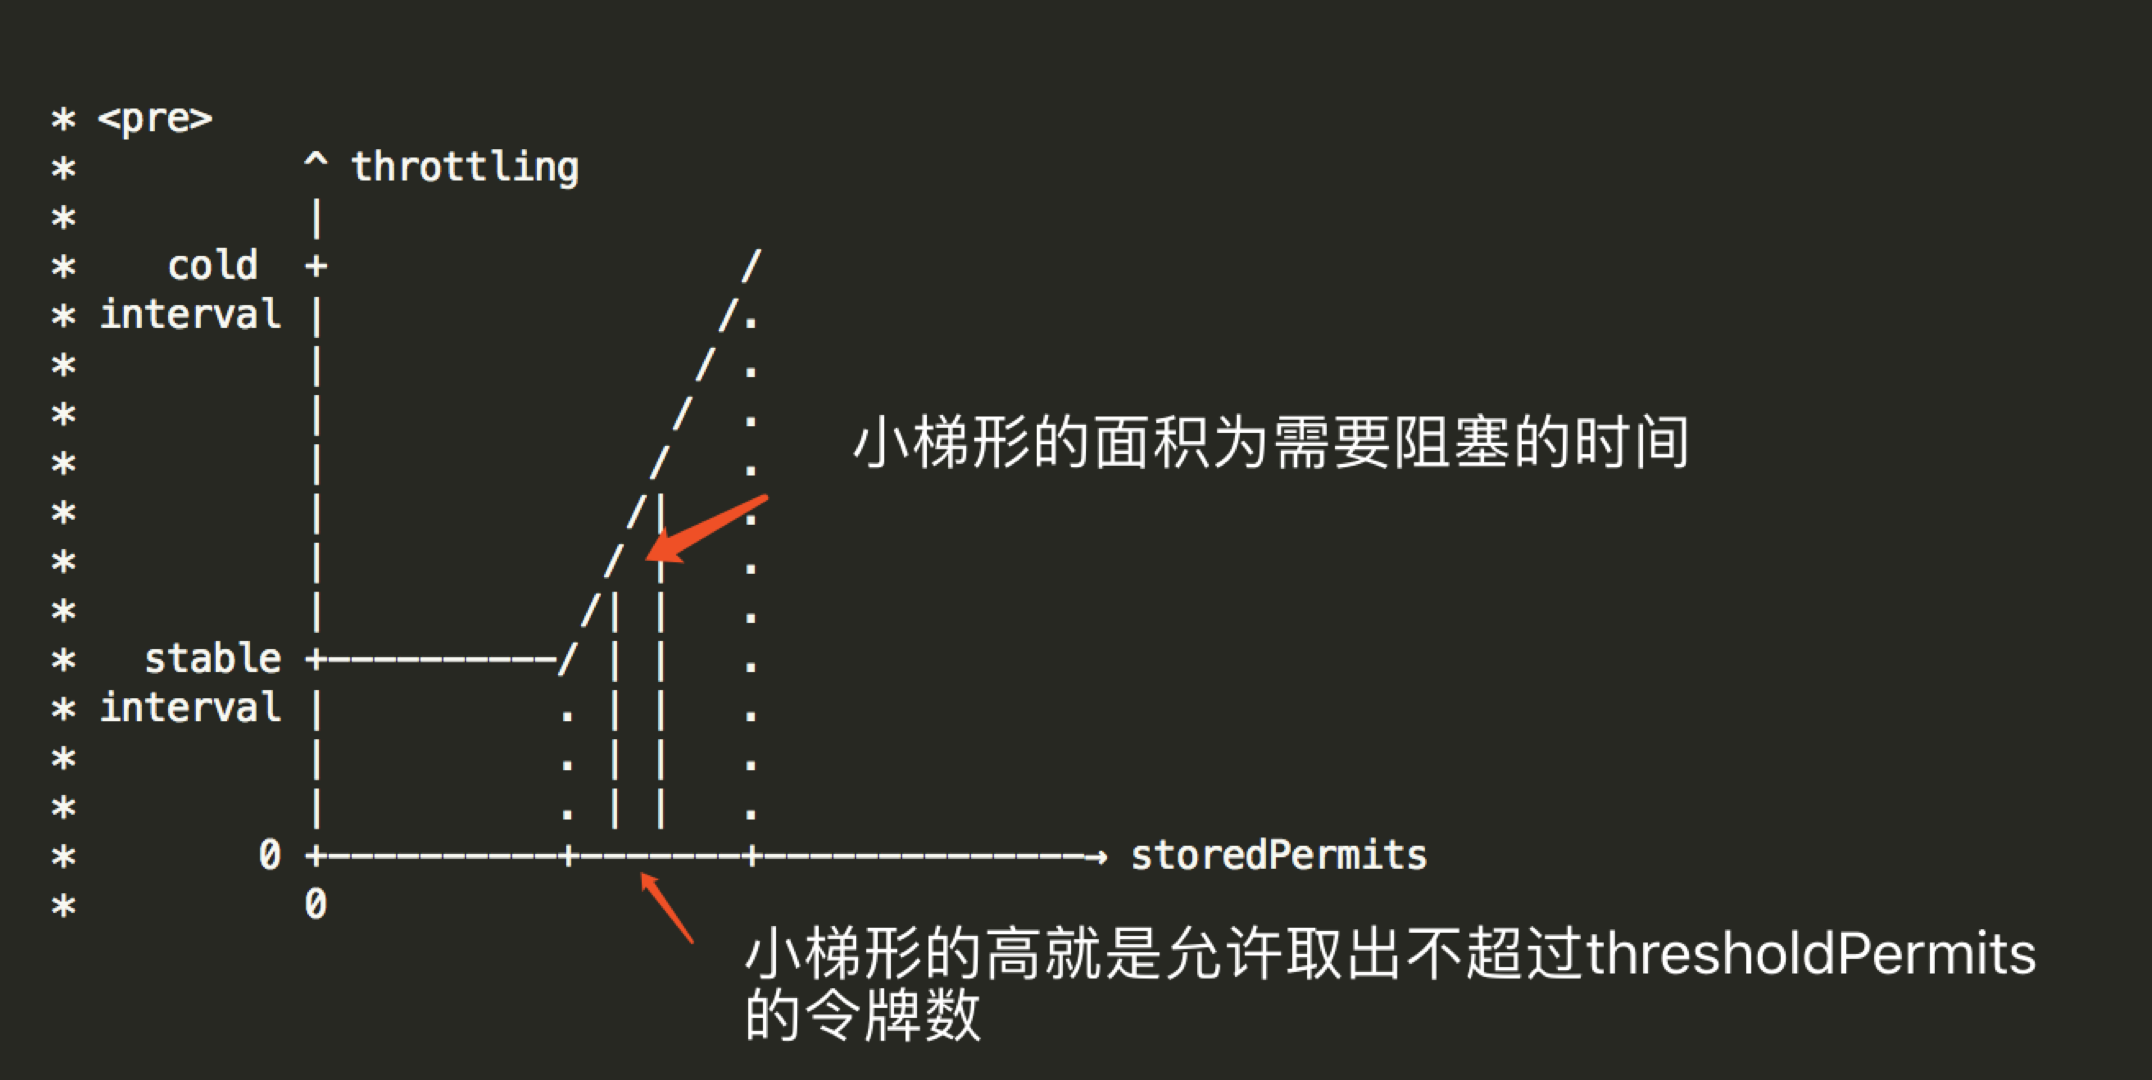 * <pre>
*          ^ throttling
*          |
*    cold  +                  /
* interval |                 /.
*          |                / .
*          |               /  .
*          |              /   .
小梯形的面积为需要阻塞的时间
*          |             /|   .
*          |            / |   .
*          |           /| |   .
*   stable +----------/ | |   .
* interval |          . | |   .
*          |          . | |   .
*          |          . | |   .
*        0 +----------+-------+--------------→ storedPermits
*          0
小梯形的高就是允许取出不超过thresholdPermits
的令牌数